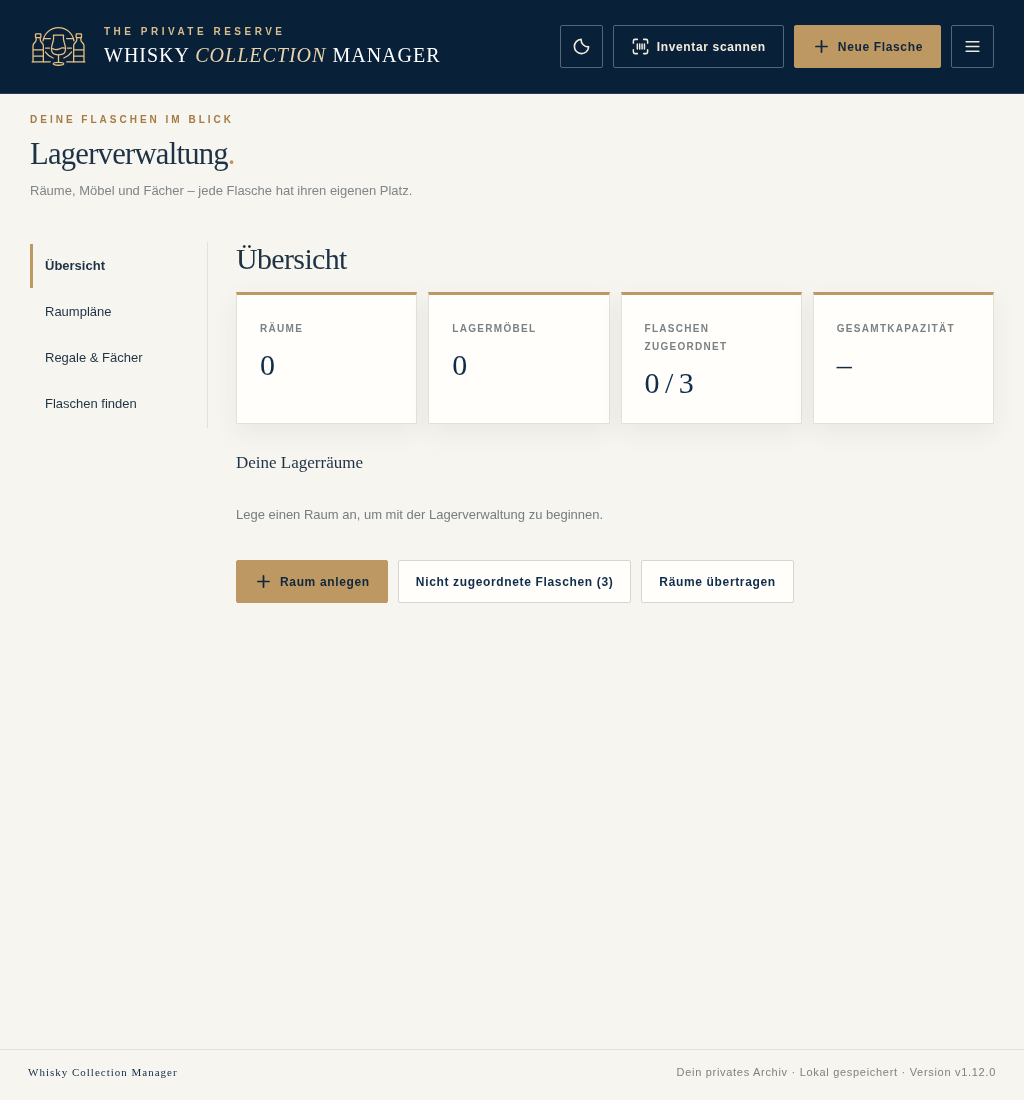 THE PRIVATE RESERVE
WHISKY COLLECTION MANAGER
Inventar scannen
Neue Flasche
DEINE FLASCHEN IM BLICK
Lagerverwaltung.
Räume, Möbel und Fächer – jede Flasche hat ihren eigenen Platz.
Übersicht
Raumpläne
Regale & Fächer
Flaschen finden
Übersicht
RÄUME
0
LAGERMÖBEL
0
FLASCHEN
ZUGEORDNET
0 / 3
GESAMTKAPAZITÄT
–
Deine Lagerräume
Lege einen Raum an, um mit der Lagerverwaltung zu beginnen.
Raum anlegen
Nicht zugeordnete Flaschen (3)
Räume übertragen
Whisky Collection Manager
Dein privates Archiv · Lokal gespeichert · Version v1.12.0